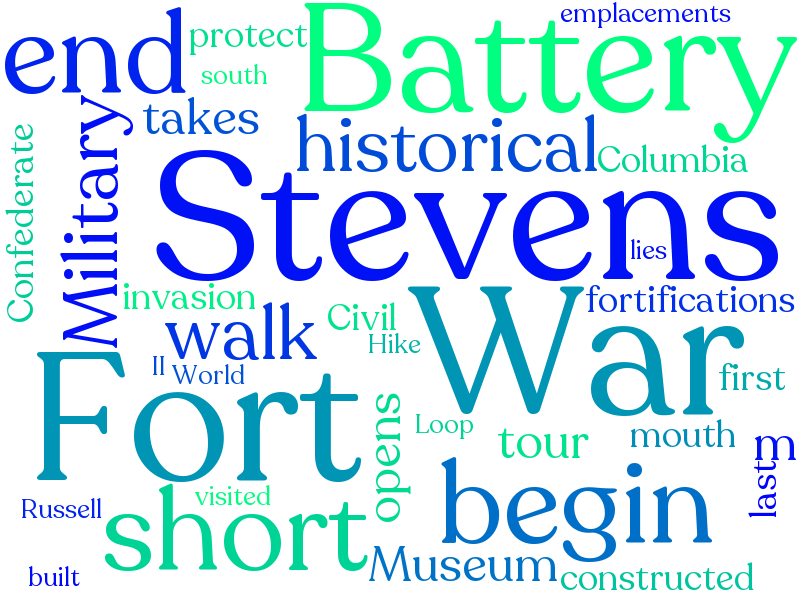 emplacements
end
protect
Battery
south
takes
historical
Columbia
Military
Confederate
Stevens
lies
invasion
War
fortifications
walk
Civil
Hike
II
World
Fort
first
opens
Loop
tour
mouth
m
last
begin
Russell
visited
short
Museum
built
constructed